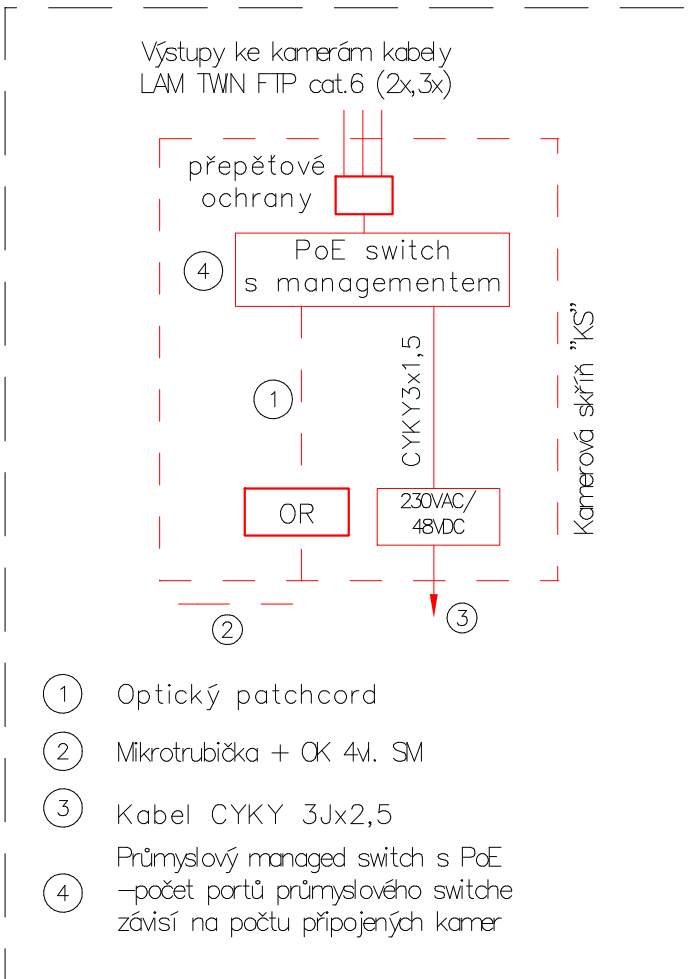 Výstupy ke kamerám kabely
LAM TWIN FTP cat.6 (2x,3x)
přepěťové
ochrany
PoE switch
s managementem
4
1
CYKY3x1,5
Kamerová skříň "KS"
OR
230VAC/
48VDC
2
3
1 Optický patchcord
2 Mikrotrubička + OK 4vl. SM
3 Kabel CYKY 3Jx2,5
4 Průmyslový managed switch s PoE
-počet portů průmyslového switche
závisí na počtu připojených kamer